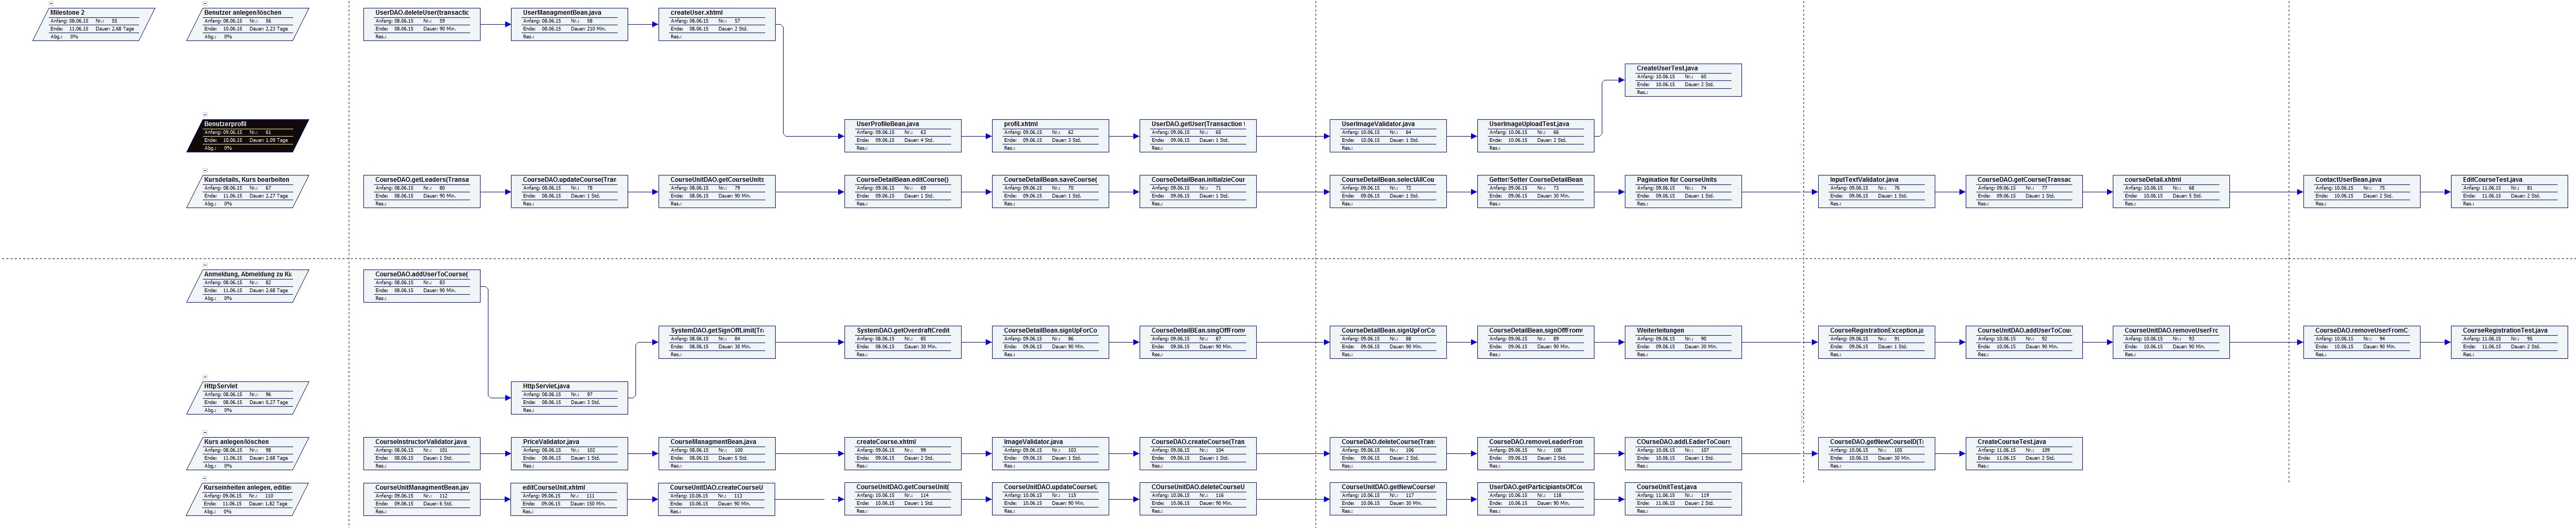 Milestone 2
Anfang: 08.06.15 Nr.: 55
Ende: 11.06.15 Dauer: 2.68 Tage
Abg.: 0%
Benutzer anlegen/löschen
Anfang: 08.06.15 Nr.: 56
Ende: 10.06.15 Dauer: 2.23 Tage
Abg.: 0%
UserDAO.deleteUser(transactic
Anfang: 08.06.15 Nr.: 59
Ende: 08.06.15 Dauer: 90 Min.
Res.:
UserManagmentBean.java
Anfang: 08.06.15 Nr.: 58
Ende: 08.06.15 Dauer: 210 Min.
Res.:
createUser.xhtml
Anfang: 08.06.15 Nr.: 57
Ende: 08.06.15 Dauer: 2 Std.
Res.:
CreateUserTest.java
Anfang: 10.06.15 Nr.: 60
Ende: 10.06.15 Dauer: 2 Std.
Res.:
Benutzerprofil
Anfang: 09.06.15 Nr.: 61
Ende: 10.06.15 Dauer: 1.09 Tage
Abg.: 0%
UserProfileBean.java
Anfang: 09.06.15 Nr.: 63
Ende: 09.06.15 Dauer: 4 Std.
Res.:
profil.xhtml
Anfang: 09.06.15 Nr.: 62
Ende: 09.06.15 Dauer: 3 Std.
Res.:
UserDAO.getUser(Transaction
Anfang: 09.06.15 Nr.: 65
Ende: 09.06.15 Dauer: 1 Std.
Res.:
UserImageValidator.java
Anfang: 10.06.15 Nr.: 64
Ende: 10.06.15 Dauer: 1 Std.
Res.:
UserImageUploadTest.java
Anfang: 10.06.15 Nr.: 66
Ende: 10.06.15 Dauer: 2 Std.
Res.:
Kursdetails, Kurs bearbeiten
Anfang: 08.06.15 Nr.: 67
Ende: 11.06.15 Dauer: 2.27 Tage
Abg.: 0%
CourseDAO.getLeaders(Transa
Anfang: 08.06.15 Nr.: 80
Ende: 08.06.15 Dauer: 90 Min.
Res.:
CourseDAO.updateCourse(Tran
Anfang: 08.06.15 Nr.: 78
Ende: 08.06.15 Dauer: 1 Std.
Res.:
CourseUnitDAO.getCourseUnits
Anfang: 08.06.15 Nr.: 79
Ende: 08.06.15 Dauer: 90 Min.
Res.:
CourseDetailBean.editCourse()
Anfang: 09.06.15 Nr.: 69
Ende: 09.06.15 Dauer: 1 Std.
Res.:
CourseDetailBean.saveCourse(
Anfang: 09.06.15 Nr.: 70
Ende: 09.06.15 Dauer: 1 Std.
Res.:
CourseDetailBean.initialzieCour
Anfang: 09.06.15 Nr.: 71
Ende: 09.06.15 Dauer: 1 Std.
Res.:
CourseDetailBean.selectAllCou
Anfang: 09.06.15 Nr.: 72
Ende: 09.06.15 Dauer: 1 Std.
Res.:
Getter/Setter CourseDetailBean
Anfang: 09.06.15 Nr.: 73
Ende: 09.06.15 Dauer: 30 Min.
Res.:
Pagination für CourseUnits
Anfang: 09.06.15 Nr.: 74
Ende: 09.06.15 Dauer: 1 Std.
Res.:
InputTextValidator.java
Anfang: 09.06.15 Nr.: 76
Ende: 09.06.15 Dauer: 1 Std.
Res.:
CourseDAO.getCourse(Transac
Anfang: 09.06.15 Nr.: 77
Ende: 09.06.15 Dauer: 1 Std.
Res.:
courseDetail.xhtml
Anfang: 10.06.15 Nr.: 68
Ende: 10.06.15 Dauer: 5 Std.
Res.:
ContactUserBean.java
Anfang: 10.06.15 Nr.: 75
Ende: 10.06.15 Dauer: 2 Std.
Res.:
EditCourseTest.java
Anfang: 11.06.15 Nr.: 81
Ende: 11.06.15 Dauer: 2 Std.
Res.:
Anmeldung, Abmeldung zu Ku
Anfang: 08.06.15 Nr.: 82
Ende: 11.06.15 Dauer: 2.68 Tage
Abg.: 0%
CourseDAO.addUserToCourse(
Anfang: 08.06.15 Nr.: 83
Ende: 08.06.15 Dauer: 90 Min.
Res.:
SystemDAO.getSignOffLimit(Tra
Anfang: 08.06.15 Nr.: 84
Ende: 08.06.15 Dauer: 30 Min.
Res.:
SystemDAO.getOverdraftCredit
Anfang: 08.06.15 Nr.: 85
Ende: 08.06.15 Dauer: 30 Min.
Res.:
CourseDetailBean.signUpForCo
Anfang: 09.06.15 Nr.: 86
Ende: 09.06.15 Dauer: 90 Min.
Res.:
CourseDetailBEan.singOffFrom
Anfang: 09.06.15 Nr.: 87
Ende: 09.06.15 Dauer: 90 Min.
Res.:
CourseDetailBean.signUpForCo
Anfang: 09.06.15 Nr.: 88
Ende: 09.06.15 Dauer: 90 Min.
Res.:
CourseDetailBean.signOffFrom
Anfang: 09.06.15 Nr.: 89
Ende: 09.06.15 Dauer: 90 Min.
Res.:
Weiterleitungen
Anfang: 09.06.15 Nr.: 90
Ende: 09.06.15 Dauer: 30 Min.
Res.:
CourseRegistrationException.ja
Anfang: 09.06.15 Nr.: 91
Ende: 09.06.15 Dauer: 1 Std.
Res.:
CourseUnitDAO.addUserToCou
Anfang: 10.06.15 Nr.: 92
Ende: 10.06.15 Dauer: 90 Min.
Res.:
CourseUnitDAO.removeUserFrc
Anfang: 10.06.15 Nr.: 93
Ende: 10.06.15 Dauer: 90 Min.
Res.:
CourseDAO.removeUserFromC
Anfang: 10.06.15 Nr.: 94
Ende: 10.06.15 Dauer: 90 Min.
Res.:
CourseRegistrationTest.java
Anfang: 11.06.15 Nr.: 95
Ende: 11.06.15 Dauer: 2 Std.
Res.:
HttpServlet
Anfang: 08.06.15 Nr.: 96
Ende: 08.06.15 Dauer: 0,27 Tage
Abg.: 0%
HttpServlet.java
Anfang: 08.06.15 Nr.: 97
Ende: 08.06.15 Dauer: 3 Std.
Res.:
Kurs anlegen/löschen
Anfang: 08.06.15 Nr.: 98
Ende: 11.06.15 Dauer: 2.68 Tage
Abg.: 0%
CourseInstructorValidator.java
Anfang: 08.06.15 Nr.: 101
Ende: 08.06.15 Dauer: 1 Std.
Res.:
PriceValidator.java
Anfang: 08.06.15 Nr.: 102
Ende: 08.06.15 Dauer: 1 Std.
Res.:
CourseManagmentBean.java
Anfang: 08.06.15 Nr.: 100
Ende: 08.06.15 Dauer: 5 Std.
Res.:
createCourse.xhtml
Anfang: 09.06.15 Nr.: 99
Ende: 09.06.15 Dauer: 2 Std.
Res.:
ImageValidator.java
Anfang: 09.06.15 Nr.: 103
Ende: 09.06.15 Dauer: 1 Std.
Res.:
CourseDAO.createCourse(Tran
Anfang: 09.06.15 Nr.: 104
Ende: 09.06.15 Dauer: 1 Std.
Res.:
CourseDAO.deleteCourse(Tran
Anfang: 09.06.15 Nr.: 106
Ende: 09.06.15 Dauer: 2 Std.
Res.:
CourseDAO.removeLeaderFron
Anfang: 09.06.15 Nr.: 108
Ende: 09.06.15 Dauer: 2 Std.
Res.:
COurseDAO.addLEaderToCours
Anfang: 10.06.15 Nr.: 107
Ende: 10.06.15 Dauer: 1 Std.
Res.:
CourseDAO.getNewCourseID(Ti
Anfang: 10.06.15 Nr.: 105
Ende: 10.06.15 Dauer: 30 Min.
Res.:
CreateCourseTest.java
Anfang: 11.06.15 Nr.: 109
Ende: 11.06.15 Dauer: 2 Std.
Res.:
Kurseinheiten anlegen, editie
Anfang: 09.06.15 Nr.: 110
Ende: 11.06.15 Dauer: 1.82 Tage
Abg.: 0%
CourseUnitManagmentBean.jav
Anfang: 09.06.15 Nr.: 112
Ende: 09.06.15 Dauer: 6 Std.
Res.:
editCourseUnit.xhtml
Anfang: 09.06.15 Nr.: 111
Ende: 09.06.15 Dauer: 150 Min.
Res.:
CourseUnitDAO.createCourseU
Anfang: 10.06.15 Nr.: 113
Ende: 10.06.15 Dauer: 90 Min.
Res.:
CourseUnitDAO.getCourseUnit(
Anfang: 10.06.15 Nr.: 114
Ende: 10.06.15 Dauer: 1 Std.
Res.:
CourseUnitDAO.updateCourseU
Anfang: 10.06.15 Nr.: 115
Ende: 10.06.15 Dauer: 1 Std.
Res.:
COurseUnitDAO.deleteCourseU
Anfang: 10.06.15 Nr.: 116
Ende: 10.06.15 Dauer: 90 Min.
Res.:
CourseUnitDAO.getNewCourseU
Anfang: 10.06.15 Nr.: 117
Ende: 10.06.15 Dauer: 30 Min.
Res.:
UserDAO.getParticipiantsOfCou
Anfang: 10.06.15 Nr.: 118
Ende: 10.06.15 Dauer: 90 Min.
Res.:
CourseUnitTest.java
Anfang: 11.06.15 Nr.: 119
Ende: 11.06.15 Dauer: 2 Std.
Res.: